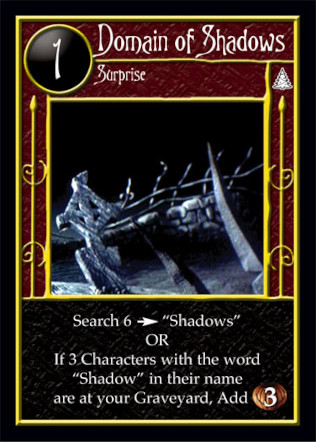 1
Domain of Shadows
Surprise
Search 6 → “Shadows”
OR
If 3 Characters with the word
“Shadow” in their name
are at your Graveyard, Add 3